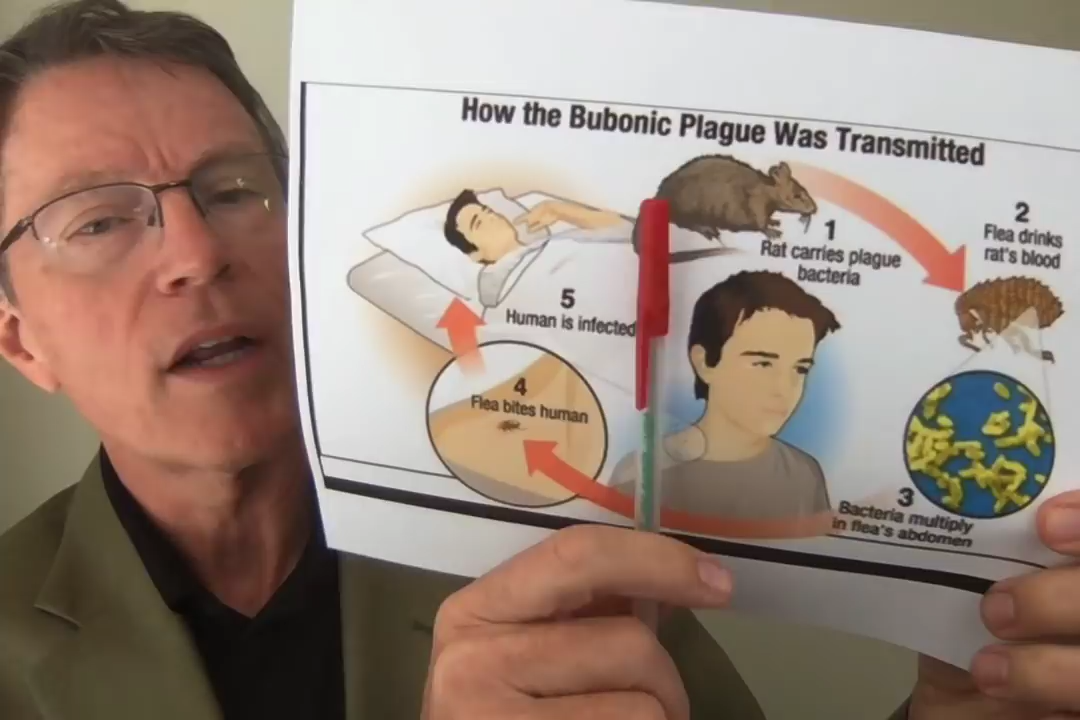 How the Bubonic Plague Was Transmitted
1
Rat carries plague
bacteria
2
Flea drinks
rat's blood
3
Bacteria multiply
in flea's abdomen
4
Flea bites human
5
Human is infected